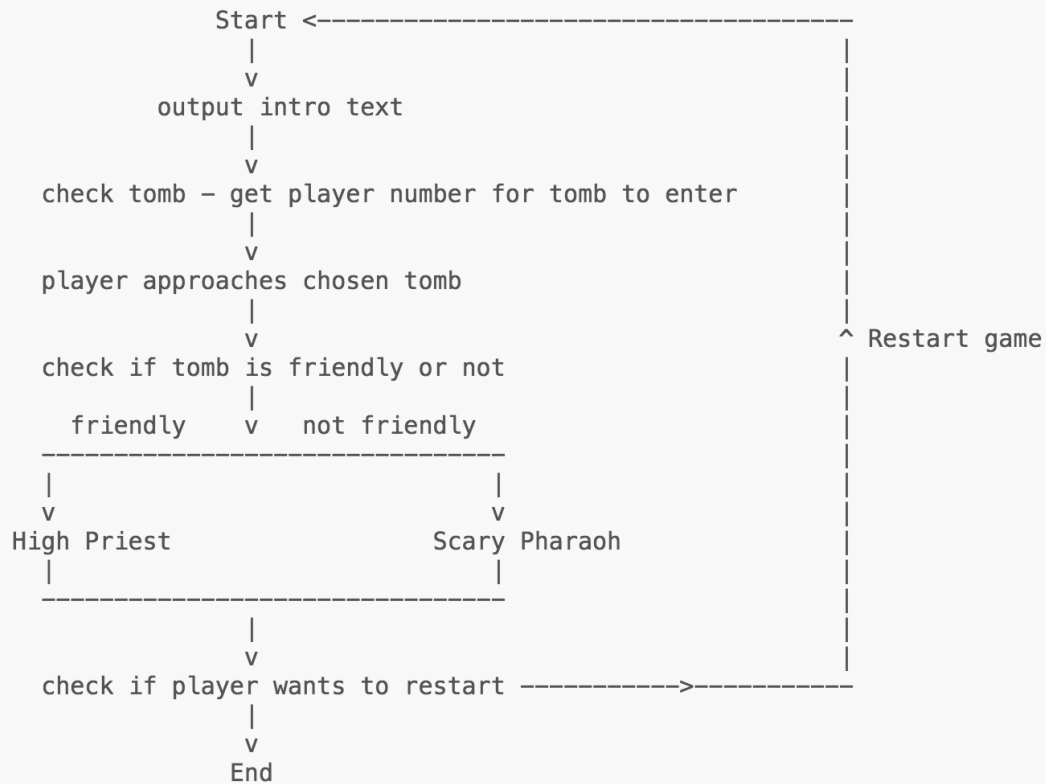 Start <-------------------------------------
|
v
output intro text
|
v
check tomb – get player number for tomb to enter
|
v
player approaches chosen tomb
|
v
^ Restart game
check if tomb is friendly or not
|
friendly v not friendly
--------------------------------
| |
v v
High Priest Scary Pharaoh
| |
--------------------------------
|
v
check if player wants to restart ----------->-----------
|
v
End